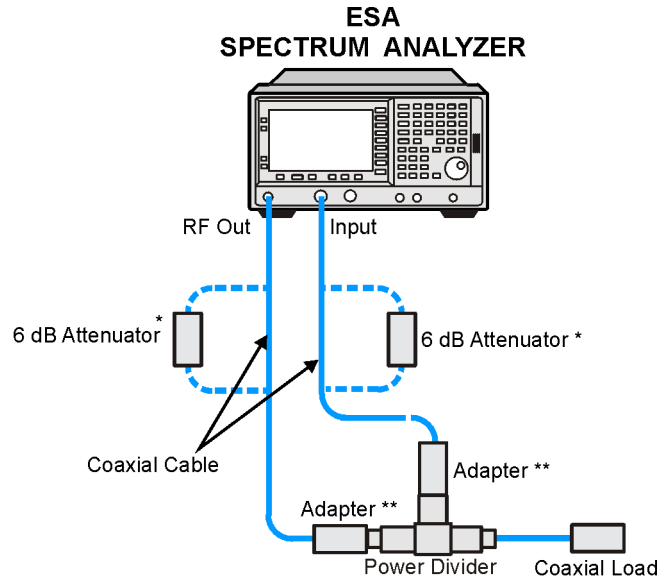 ESA
SPECTRUM ANALYZER
RF Out
Input
6 dB Attenuator *
6 dB Attenuator *
Coaxial Cable
Adapter **
Adapter **
Power Divider
Coaxial Load